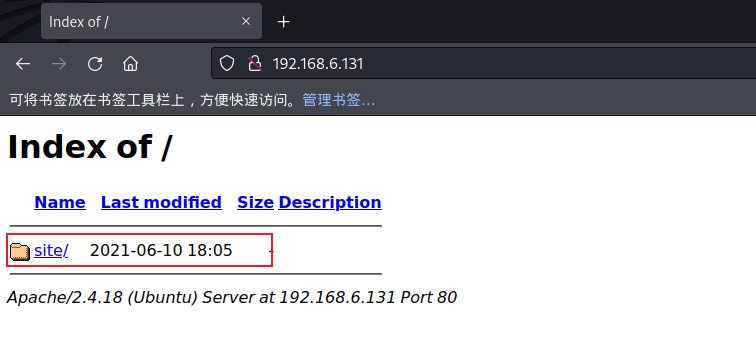 Index of /
192.168.6.131
可将书签放在书签工具栏上，方便快速访问。管理书签…
Index of /
Name Last modified Size Description
site/ 2021-06-10 18:05 -
Apache/2.4.18 (Ubuntu) Server at 192.168.6.131 Port 80